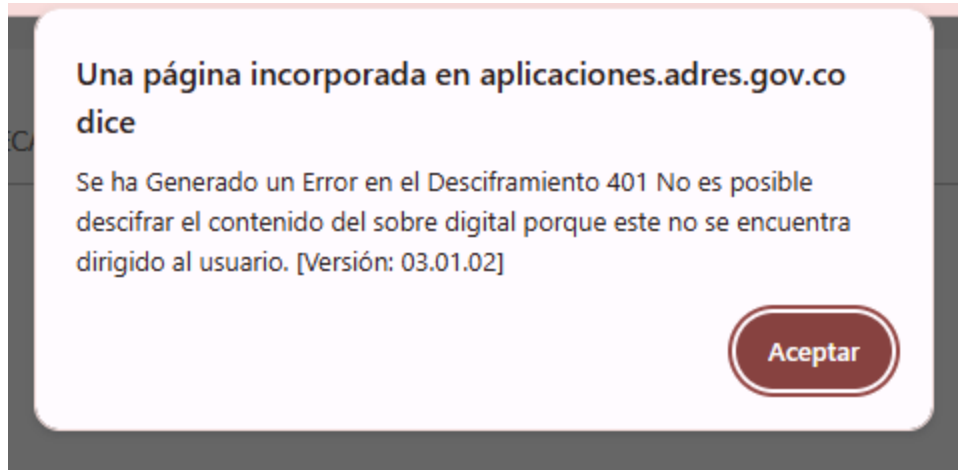 Una página incorporada en aplicaciones.adres.gov.co
dice
Se ha Generado un Error en el Desciframiento 401 No es posible
descifrar el contenido del sobre digital porque este no se encuentra
dirigido al usuario. [Versión: 03.01.02]
Aceptar